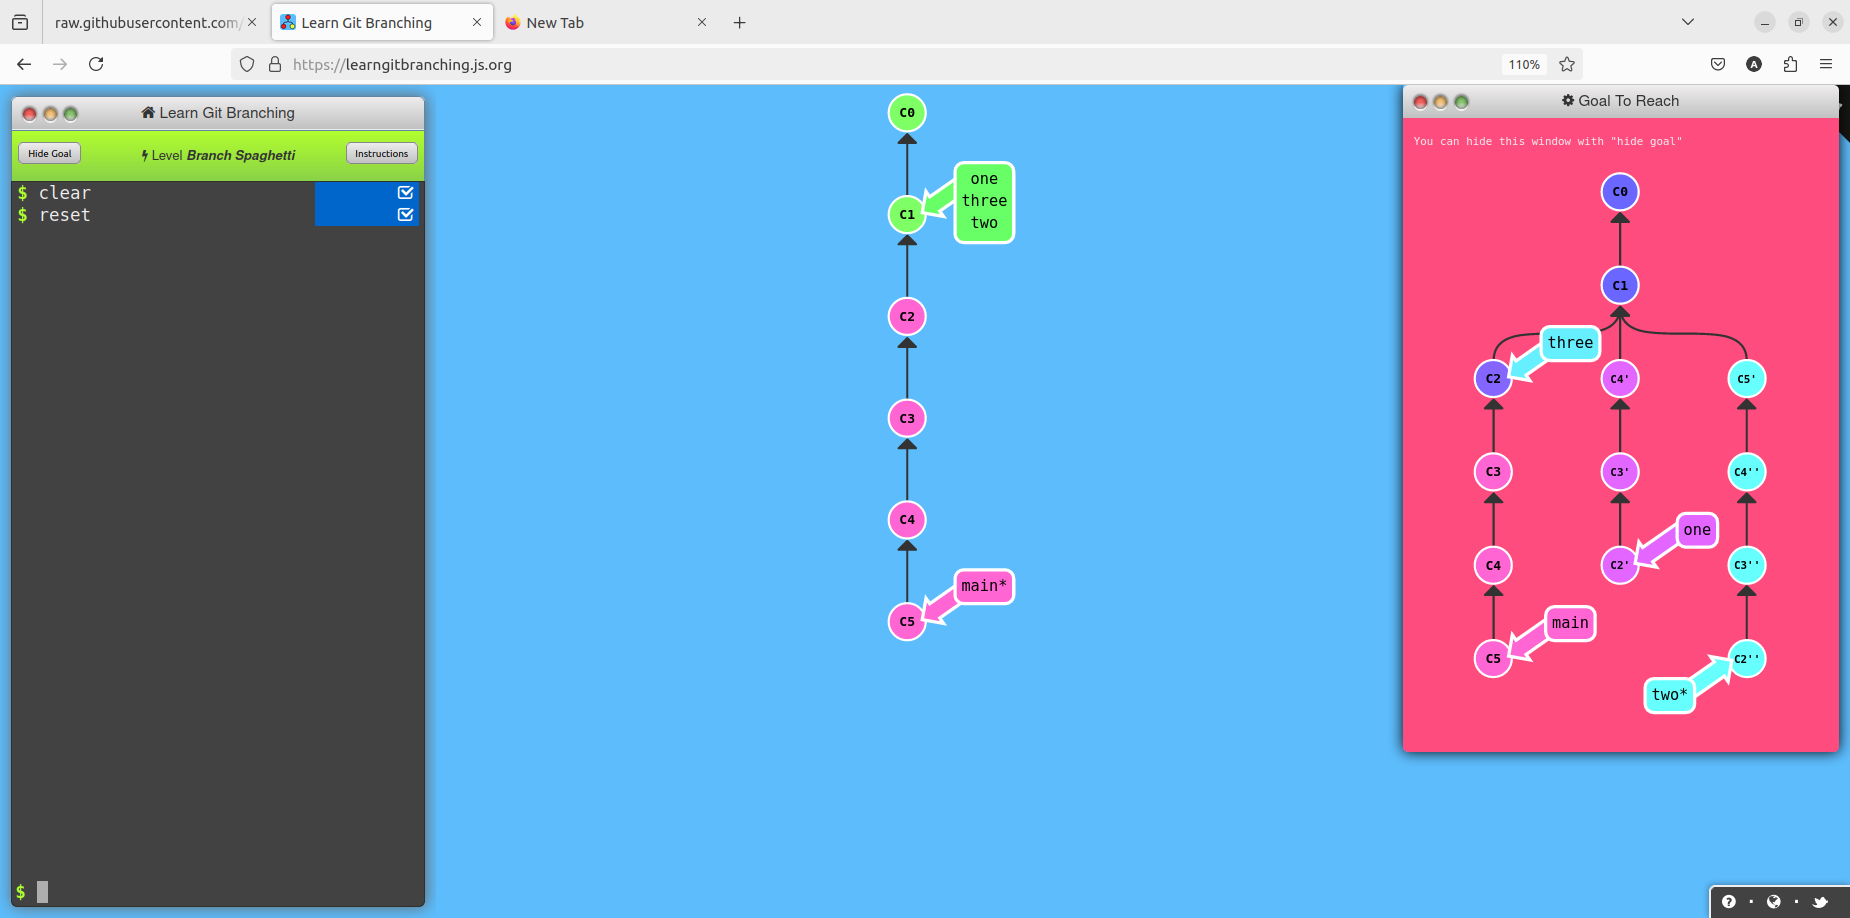 raw.githubusercontent.com/
Learn Git Branching
New Tab
https://learngitbranching.js.org
110%
A
Learn Git Branching
Hide Goal
Level Branch Spaghetti
Instructions
$ clear
$ reset
$
C0
one
three
two
C1
C2
C3
C4
main*
C5
Goal To Reach
You can hide this window with "hide goal"
C0
C1
three
C2
C4'
C5'
C3
C3'
C4''
one
C4
C2'
C3''
main
C5
C2''
two*
?